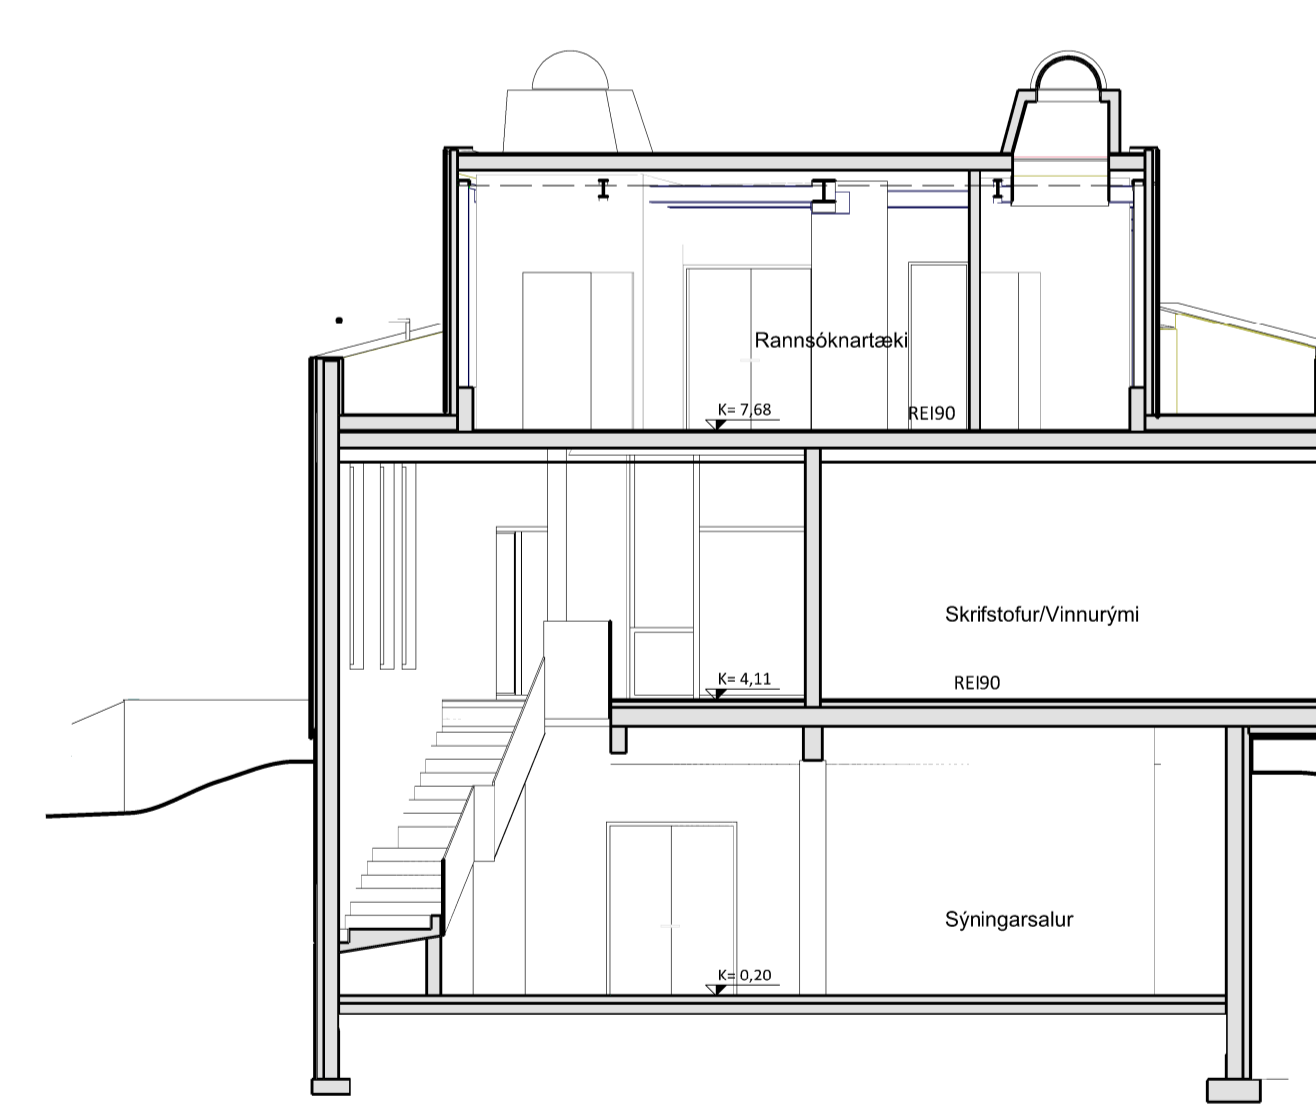 Rannsóknartæki
K= 7,68
REI90
Skrifstofur/Vinnurými
K= 4,11
REI90
Sýningarsalur
K= 0,20